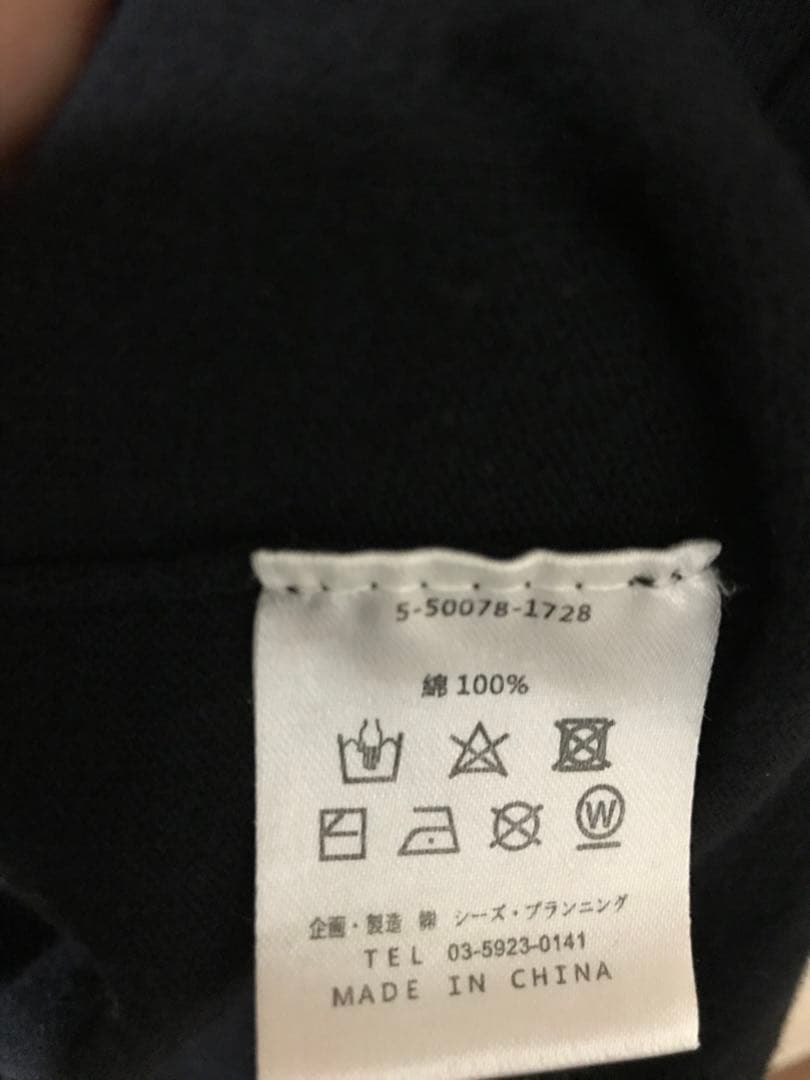 5-50078-1728
綿 100%
W
企画・製造 ㈱ シーズ・プランニング
TEL 03-5923-0141
MADE IN CHINA